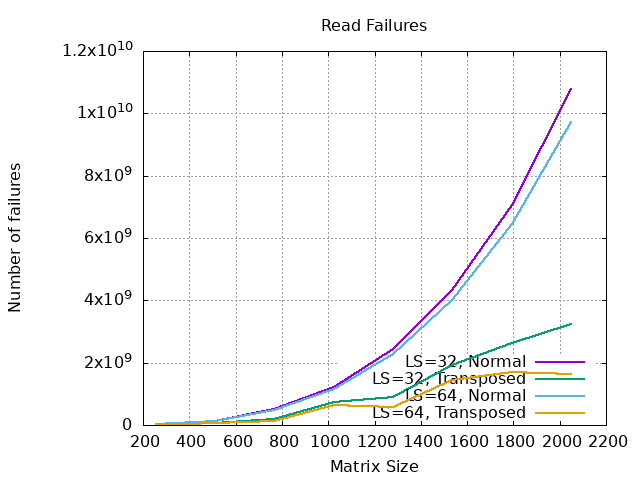 Read Failures
1.2x10^10
1x10^10
8x10^9
6x10^9
4x10^9
2x10^9
0
Number of failures
LS=32, Normal
LS=32, Transposed
LS=64, Normal
LS=64, Transposed
200 400 600 800 1000 1200 1400 1600 1800 2000 2200
Matrix Size